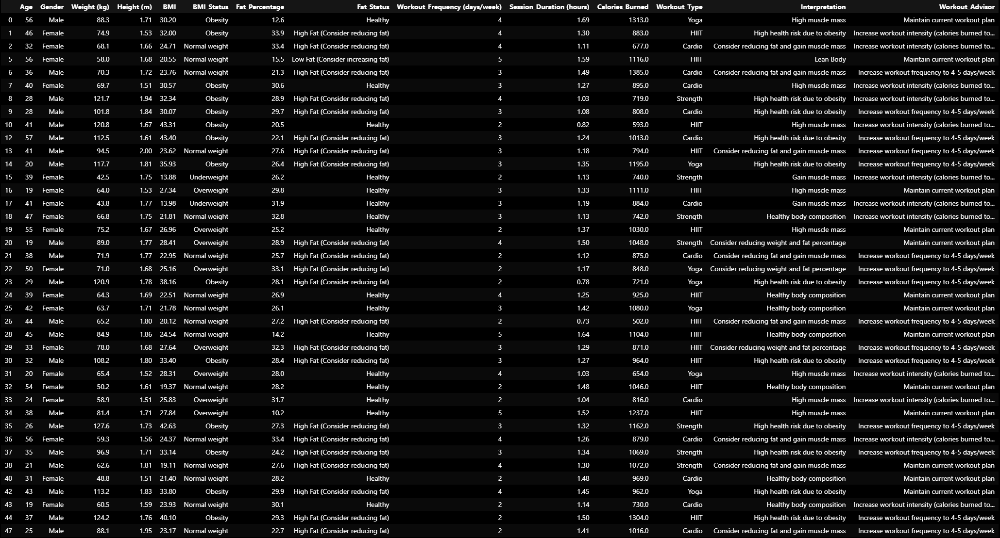 Age Gender Weight (kg) Height (m) BMI BMI_Status Fat_Percentage Fat_Status Workout_Frequency (days/week) Session_Duration (hours) Calories_Burned Workout_Type Interpretation Workout_Advisor
0 56 Male 88.3 1.71 30.20 Obesity 12.6 Healthy 4 1.69 1313.0 Yoga High muscle mass Maintain current workout plan
1 46 Female 74.9 1.53 32.00 Obesity 33.9 High Fat (Consider reducing fat) 4 1.30 883.0 HIIT High health risk due to obesity Increase workout intensity (calories burned to...
2 32 Female 68.1 1.66 24.71 Normal weight 33.4 High Fat (Consider reducing fat) 4 1.11 677.0 Cardio Consider reducing fat and gain muscle mass Increase workout intensity (calories burned to...
5 56 Female 58.0 1.68 20.55 Normal weight 15.5 Low Fat (Consider increasing fat) 5 1.59 1116.0 HIIT Lean Body Maintain current workout plan
6 36 Male 70.3 1.72 23.76 Normal weight 21.3 High Fat (Consider reducing fat) 3 1.49 1385.0 Cardio Consider reducing fat and gain muscle mass Increase workout frequency to 4-5 days/week
7 40 Female 69.7 1.51 30.57 Obesity 30.6 Healthy 3 1.27 895.0 Cardio High muscle mass Increase workout intensity (calories burned to...
8 28 Male 121.7 1.94 32.34 Obesity 28.9 High Fat (Consider reducing fat) 4 1.03 719.0 Strength High health risk due to obesity Increase workout intensity (calories burned to...
9 28 Male 101.8 1.84 30.07 Obesity 29.7 High Fat (Consider reducing fat) 3 1.08 808.0 Cardio High health risk due to obesity Increase workout frequency to 4-5 days/week
10 41 Male 120.8 1.67 43.31 Obesity 20.5 Healthy 2 0.82 593.0 HIIT High muscle mass Increase workout intensity (calories burned to...
12 57 Male 112.5 1.61 43.40 Obesity 22.1 High Fat (Consider reducing fat) 3 1.24 1013.0 Cardio High health risk due to obesity Increase workout frequency to 4-5 days/week
13 41 Male 94.5 2.00 23.62 Normal weight 27.6 High Fat (Consider reducing fat) 3 1.18 794.0 HIIT Consider reducing fat and gain muscle mass Increase workout frequency to 4-5 days/week
14 20 Male 117.7 1.81 35.93 Obesity 26.4 High Fat (Consider reducing fat) 3 1.35 1195.0 Yoga High health risk due to obesity Increase workout frequency to 4-5 days/week
15 39 Female 42.5 1.75 13.88 Underweight 26.2 Healthy 2 1.13 740.0 Strength Gain muscle mass Increase workout intensity (calories burned to...
16 19 Female 64.0 1.53 27.34 Overweight 29.8 Healthy 3 1.33 1111.0 HIIT High muscle mass Maintain current workout plan
17 41 Female 43.8 1.77 13.98 Underweight 31.9 Healthy 3 1.19 884.0 Cardio Gain muscle mass Increase workout intensity (calories burned to...
18 47 Female 66.8 1.75 21.81 Normal weight 32.8 Healthy 3 1.13 742.0 Strength Healthy body composition Increase workout intensity (calories burned to...
19 55 Female 75.2 1.67 26.96 Overweight 25.2 Healthy 2 1.37 1030.0 HIIT High muscle mass Maintain current workout plan
20 19 Male 89.0 1.77 28.41 Overweight 28.9 High Fat (Consider reducing fat) 4 1.50 1048.0 Strength Consider reducing weight and fat percentage Maintain current workout plan
21 38 Male 71.9 1.77 22.95 Normal weight 25.7 High Fat (Consider reducing fat) 2 1.12 875.0 Cardio Consider reducing fat and gain muscle mass Increase workout frequency to 4-5 days/week
22 50 Female 71.0 1.68 25.16 Overweight 33.1 High Fat (Consider reducing fat) 2 1.17 848.0 Yoga Consider reducing weight and fat percentage Increase workout frequency to 4-5 days/week
23 29 Male 120.9 1.78 38.16 Obesity 28.1 High Fat (Consider reducing fat) 2 0.78 721.0 Yoga High health risk due to obesity Increase workout frequency to 4-5 days/week
24 39 Female 64.3 1.69 22.51 Normal weight 26.9 Healthy 4 1.25 925.0 HIIT Healthy body composition Maintain current workout plan
25 42 Female 63.7 1.71 21.78 Normal weight 26.1 Healthy 3 1.42 1080.0 Yoga Healthy body composition Maintain current workout plan
26 44 Male 65.2 1.80 20.12 Normal weight 27.2 High Fat (Consider reducing fat) 2 0.73 502.0 HIIT Consider reducing fat and gain muscle mass Increase workout frequency to 4-5 days/week
28 45 Male 84.9 1.86 24.54 Normal weight 14.2 Healthy 5 1.64 1104.0 HIIT Healthy body composition Maintain current workout plan
29 33 Female 78.0 1.68 27.64 Overweight 32.3 High Fat (Consider reducing fat) 3 1.29 871.0 HIIT Consider reducing weight and fat percentage Increase workout frequency to 4-5 days/week
30 32 Male 108.2 1.80 33.40 Obesity 28.4 High Fat (Consider reducing fat) 3 1.27 964.0 HIIT High health risk due to obesity Increase workout frequency to 4-5 days/week
31 20 Female 65.4 1.52 28.31 Overweight 28.0 Healthy 4 1.03 654.0 Yoga High muscle mass Increase workout intensity (calories burned to...
32 54 Female 50.2 1.61 19.37 Normal weight 28.2 Healthy 2 1.48 1046.0 HIIT Healthy body composition Maintain current workout plan
33 24 Female 58.9 1.51 25.83 Overweight 31.7 Healthy 2 1.04 816.0 Cardio High muscle mass Increase workout intensity (calories burned to...
34 38 Male 81.4 1.71 27.84 Overweight 10.2 Healthy 5 1.52 1237.0 HIIT High muscle mass Maintain current workout plan
35 26 Male 127.6 1.73 42.63 Obesity 27.3 High Fat (Consider reducing fat) 3 1.32 1162.0 Strength High health risk due to obesity Increase workout frequency to 4-5 days/week
36 56 Female 59.3 1.56 24.37 Normal weight 33.4 High Fat (Consider reducing fat) 4 1.26 879.0 Cardio Consider reducing fat and gain muscle mass Increase workout intensity (calories burned to...
37 35 Male 96.9 1.71 33.14 Obesity 24.2 High Fat (Consider reducing fat) 3 1.34 1069.0 Strength High health risk due to obesity Increase workout frequency to 4-5 days/week
38 21 Male 62.6 1.81 19.11 Normal weight 27.6 High Fat (Consider reducing fat) 4 1.30 1072.0 Strength Consider reducing fat and gain muscle mass Maintain current workout plan
40 31 Female 48.8 1.51 21.40 Normal weight 28.2 Healthy 2 1.48 969.0 Cardio Healthy body composition Maintain current workout plan
42 43 Male 113.2 1.83 33.80 Obesity 29.9 High Fat (Consider reducing fat) 4 1.45 962.0 Yoga High health risk due to obesity Maintain current workout plan
43 19 Female 60.5 1.59 23.93 Normal weight 30.1 Healthy 2 1.14 730.0 Cardio Healthy body composition Increase workout intensity (calories burned to...
44 37 Male 124.2 1.76 40.10 Obesity 29.3 High Fat (Consider reducing fat) 2 1.50 1304.0 HIIT High health risk due to obesity Increase workout frequency to 4-5 days/week
47 25 Male 88.1 1.95 23.17 Normal weight 22.7 High Fat (Consider reducing fat) 2 1.41 1016.0 Cardio Consider reducing fat and gain muscle mass Increase workout frequency to 4-5 days/week